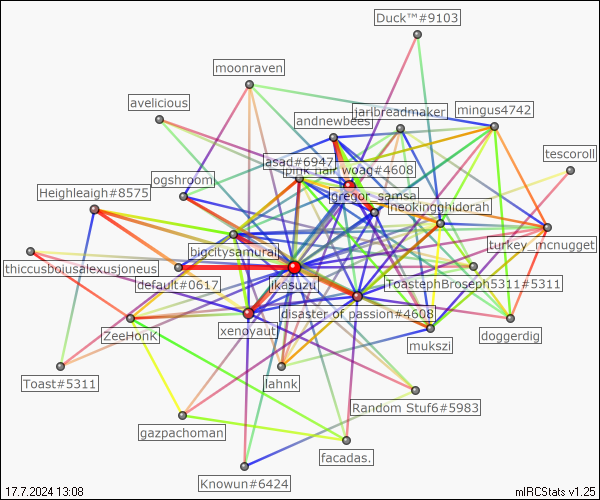 Duck™#9103
moonraven
avelicious
jaribreadmaker
mingus4742
andnewbees
tescoroll
asad#6947
pink fair woag#4608
ogshroom
Heighleaigh#8575
gregor_samsa
neokingghidorah
turkey_mcnugget
bigcitysamurai
thiccusboiusalexusjoneus
default#0617
ikasuzu
ToastephBroseph5311#5311
disaster of passion#4608
xenoyaut
ZeeHonK
mukszi
doggerdig
Toast#5311
lahnk
Random Stuf6#5983
gazpachoman
facadas.
Knowun#6424
17.7.2024 13:08
mIRCStats v1.25